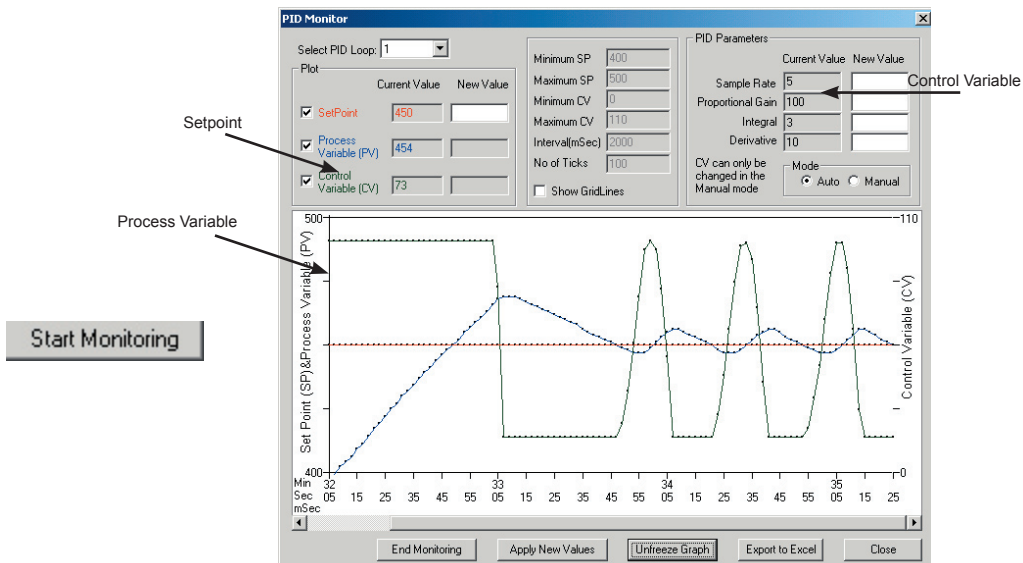 PID Monitor
Select PID Loop: 1
Plot
Current Value New Value
SetPoint 450
Process Variable (PV) 454
Control Variable (CV) 73
Minimum SP 400
Maximum SP 500
Minimum CV 0
Maximum CV 110
Interval(mSec) 2000
No of Ticks 100
Show GridLines
PID Parameters
Current Value New Value
Sample Rate 5
Proportional Gain 100
Integral 3
Derivative 10
CV can only be
changed in the
Manual mode
Mode
Auto Manual
Control Variable
Setpoint
Process Variable
Start Monitoring
500
110
Set Point (SP)&Process Variable (PV)
Control Variable (CV)
400
0
Min 32 33 34 35
Sec 05 15 25 35 45 55 05 15 25 35 45 55 05 15 25 35 45 55 05 15 25
mSec
End Monitoring Apply New Values Unfreeze Graph Export to Excel Close